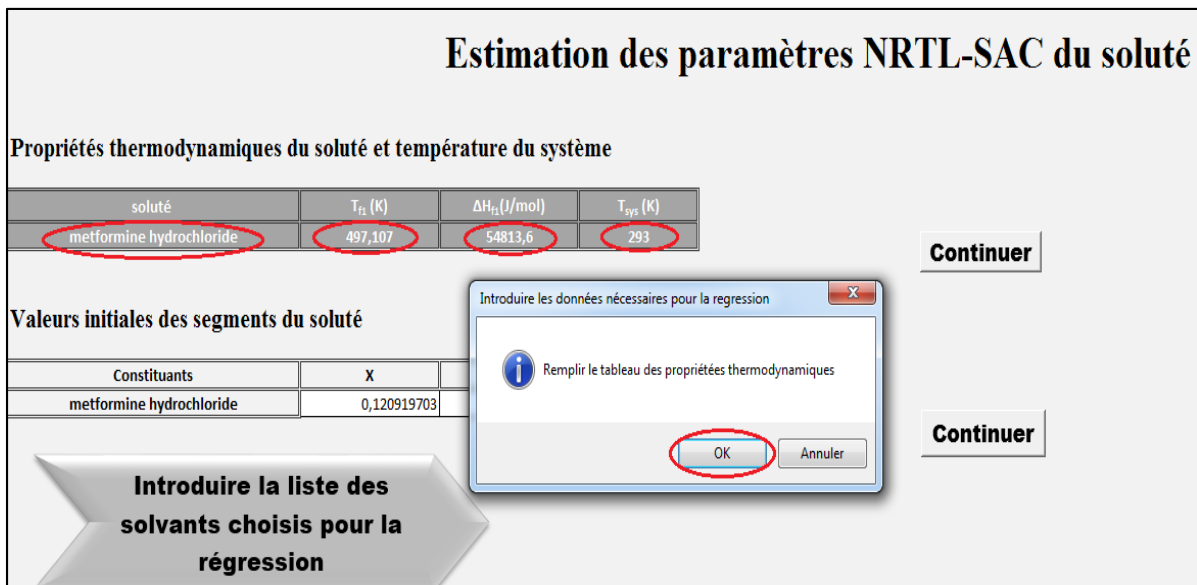 Estimation des paramètres NRTL-SAC du soluté
Propriétés thermodynamiques du soluté et température du système
soluté Tf1 (K) ΔHf1(J/mol) Tsys (K)
metformine hydrochloride 497,107 54813,6 293
Continuer
Introduire les données nécessaires pour la regression
x
Remplir le tableau des propriétées thermodynamiques
OK Annuler
Valeurs initiales des segments du soluté
Constituants X
metformine hydrochloride 0,120919703
Continuer
Introduire la liste des
solvants choisis pour la
régression